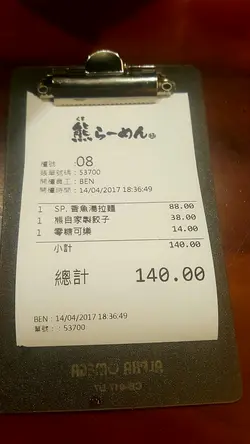 熊らーめん
檯號 : 08
賬單號碼 : 53700
開檯員工 : BEN
開檯時間 : 14/04/2017 18:36:49
1 SP. 香魚湯拉麵 88.00
1 熊自家製餃子 38.00
1 零糖可樂 14.00
小計 140.00
總計 140.00
BEN : 14/04/2017 18:36:49
單號 : : 53700
ALPHA OMEGA